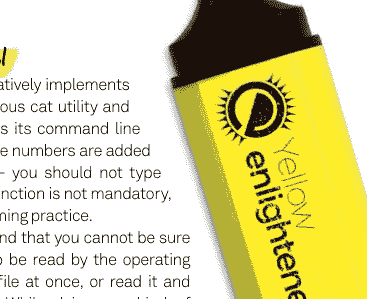 atively implements
ous cat utility and
s its command line
e numbers are added
– you should not type
nction is not mandatory,
ming practice.
nd that you cannot be sure
o be read by the operating
file at once, or read it and
Yellow
enlightene